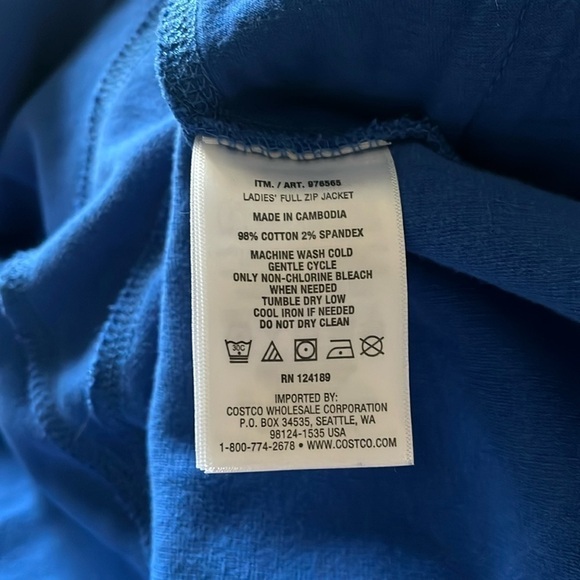 ITM. / ART. 976565
LADIES' FULL ZIP JACKET
MADE IN CAMBODIA
98% COTTON 2% SPANDEX
MACHINE WASH COLD
GENTLE CYCLE
ONLY NON-CHLORINE BLEACH
WHEN NEEDED
TUMBLE DRY LOW
COOL IRON IF NEEDED
DO NOT DRY CLEAN
30C
RN 124189
IMPORTED BY:
COSTCO WHOLESALE CORPORATION
P.O. BOX 34535, SEATTLE, WA
98124-1535 USA
1-800-774-2678 • WWW.COSTCO.COM